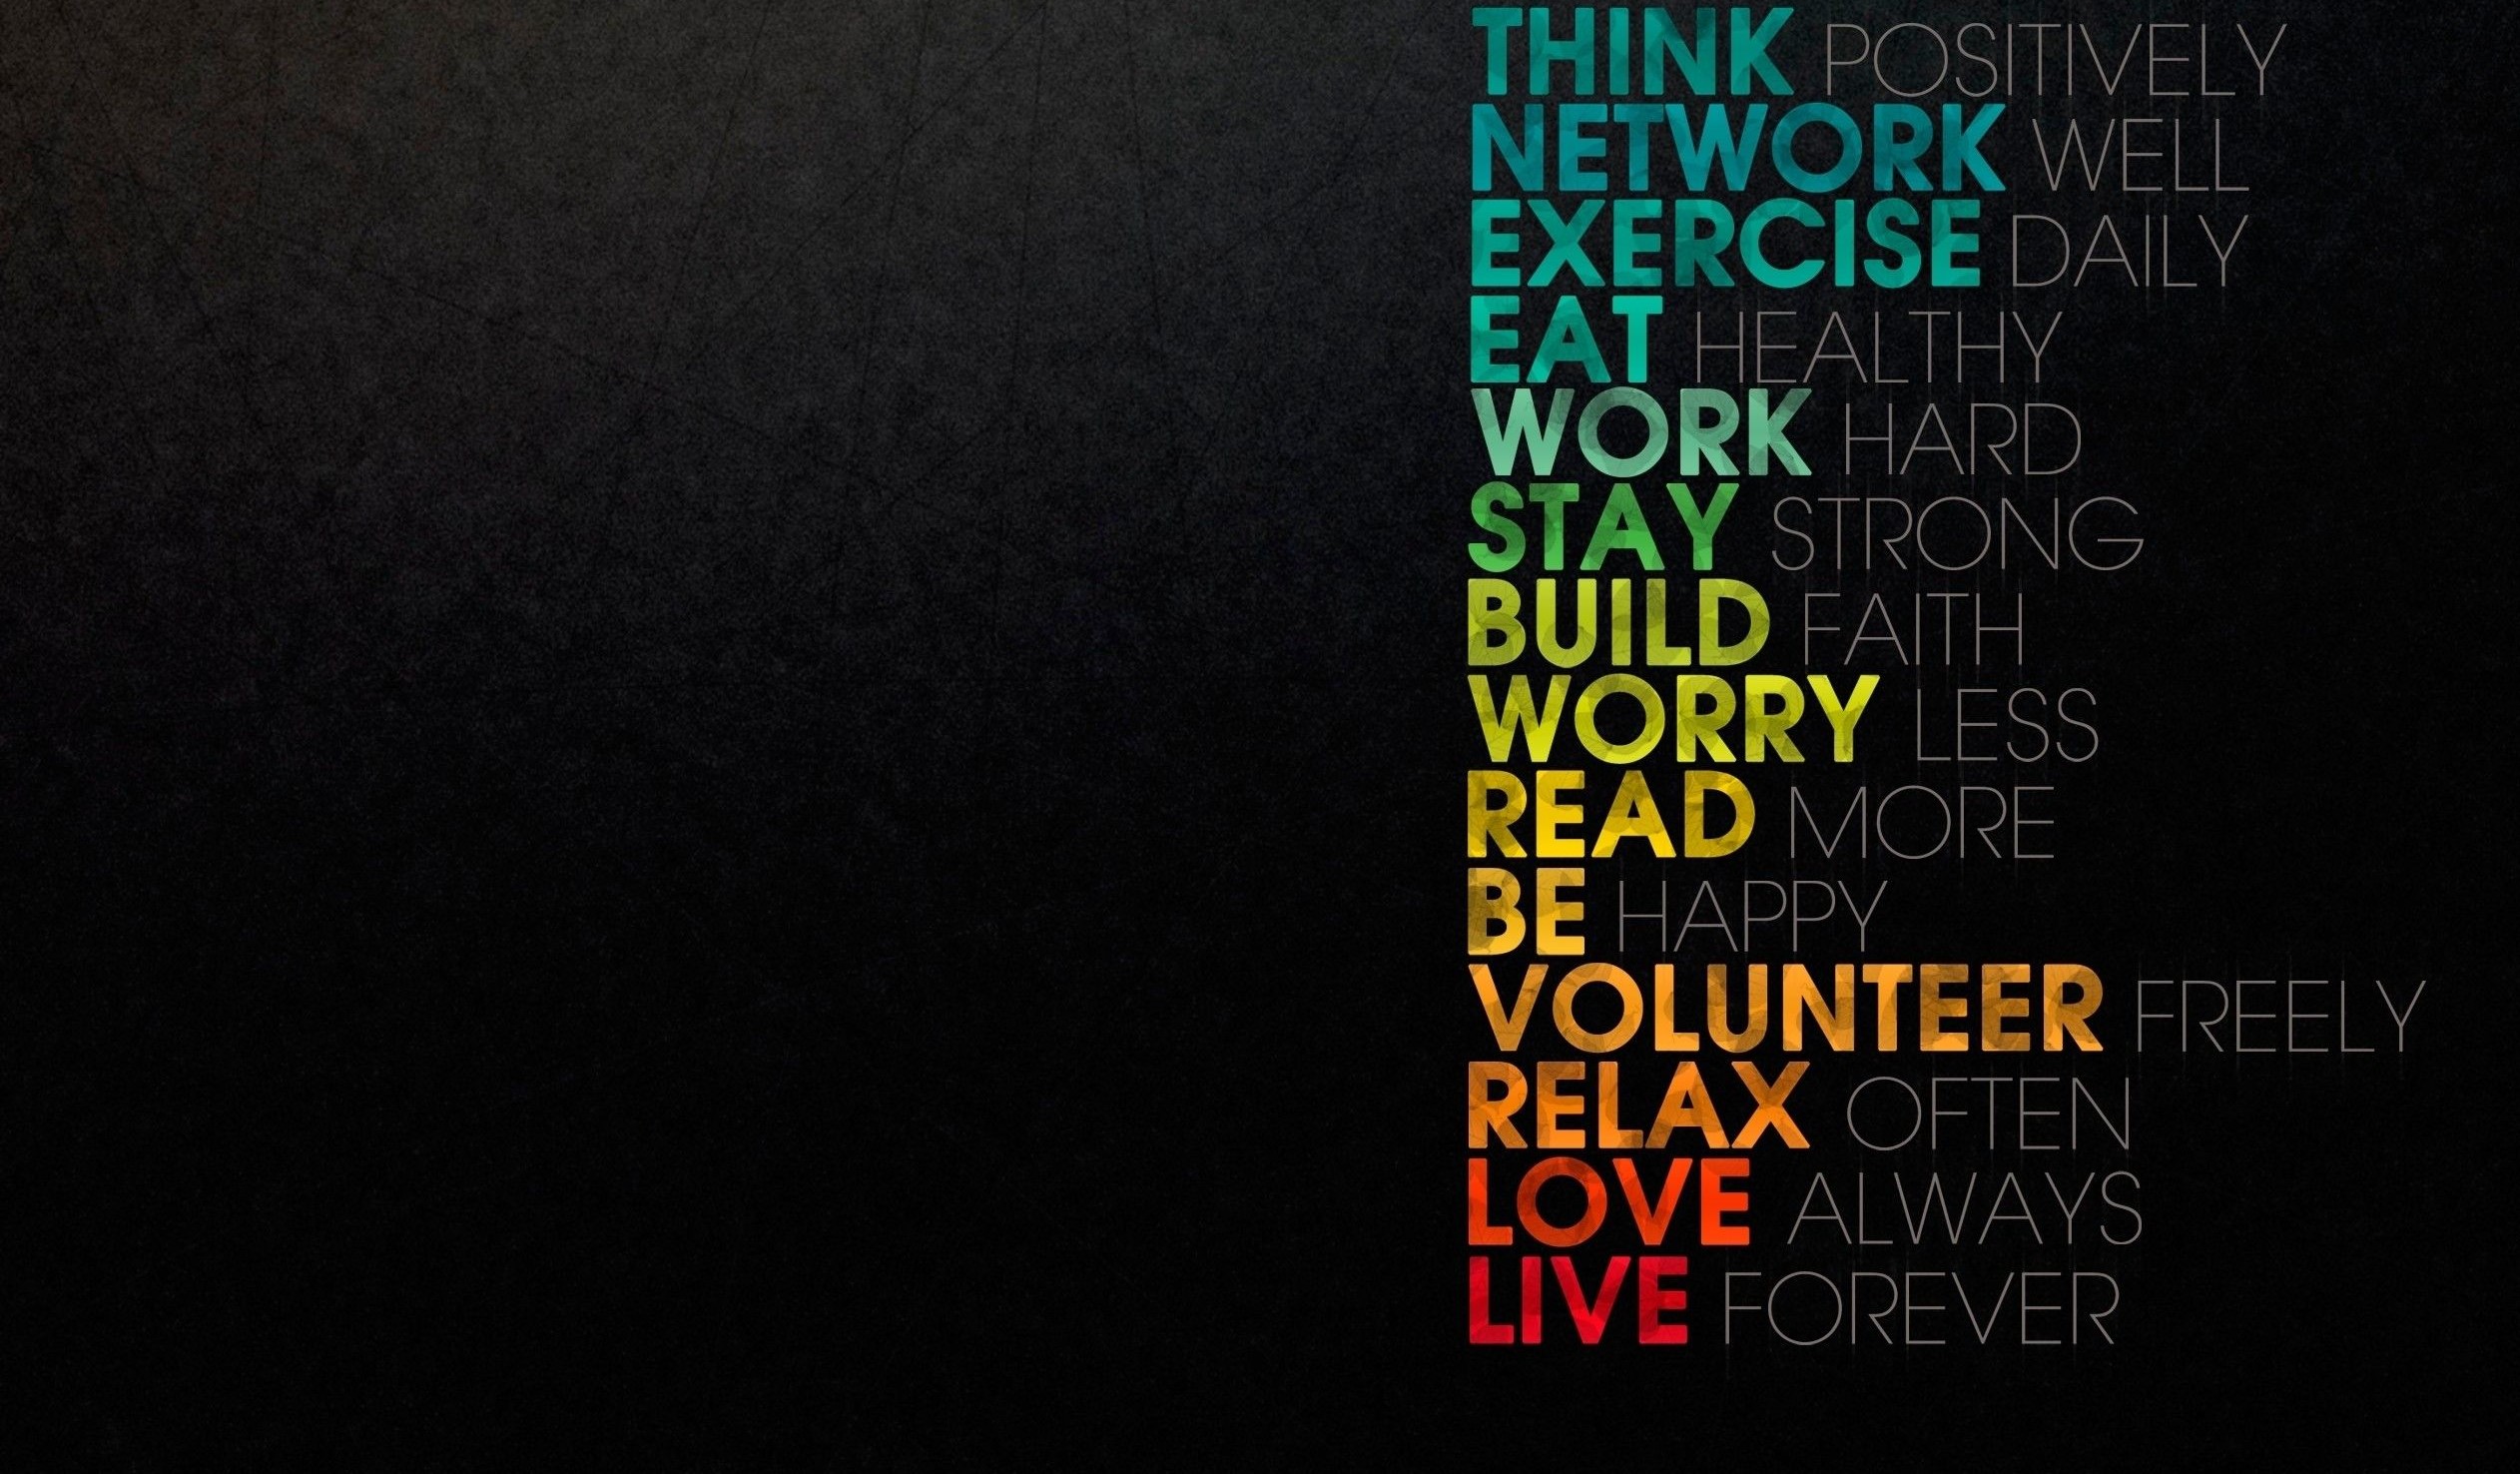 THINK POSITIVELY
NETWORK WELL
EXERCISE DAILY
EAT HEALTHY
WORK HARD
STAY STRONG
BUILD FAITH
WORRY LESS
READ MORE
BE HAPPY
VOLUNTEER FREELY
RELAX OFTEN
LOVE ALWAYS
LIVE FOREVER